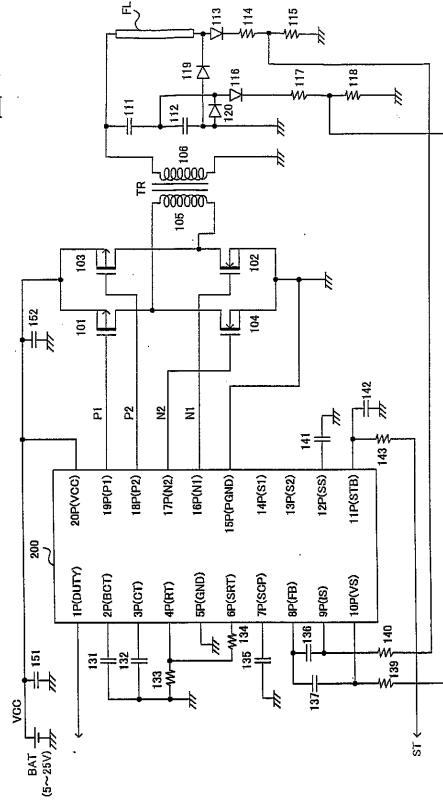 FL
113
114
115
119
116
117
118
111
112
120
TR
106
105
103
102
101
104
152
P1
P2
N2
N1
VCC
151
BAT
(5~25V)
200
1P(DUTY)
2P(BCT)
3P(CT)
4P(RT)
5P(GND)
6P(SRT)
7P(SCP)
8P(FB)
9P(IS)
10P(VS)
20P(VCC)
19P(P1)
18P(P2)
17P(N2)
16P(N1)
15P(PGND)
14P(S1)
13P(S2)
12P(SS)
11P(STB)
131
132
133
134
135
136
137
140
139
141
142
143
ST